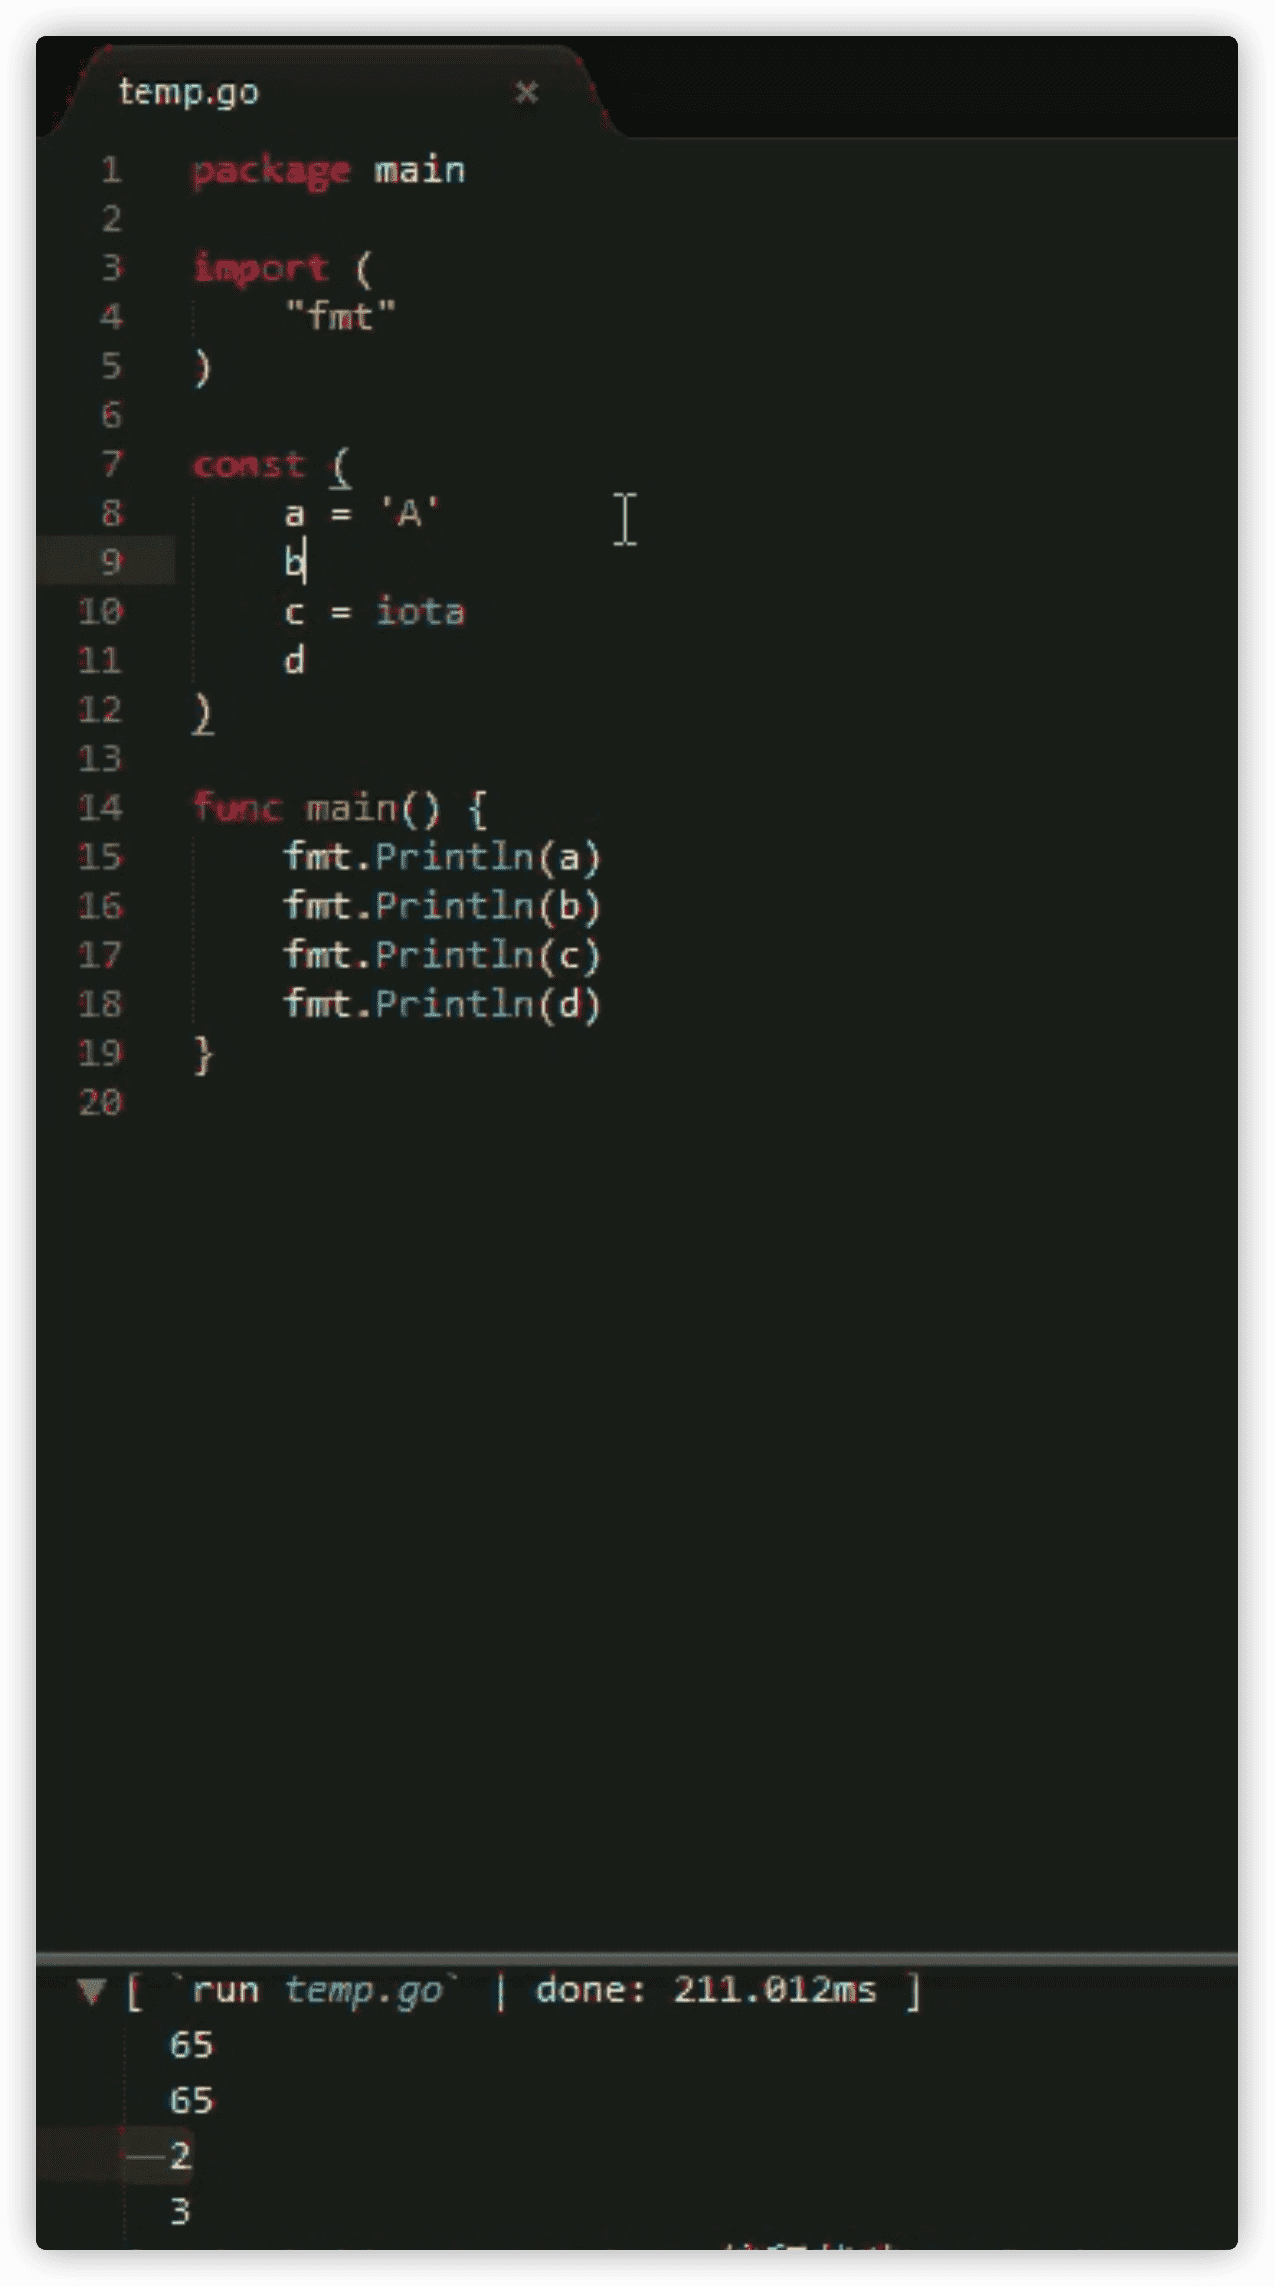 temp.go ×
1 package main
2
3 import (
4 "fmt"
5 )
6
7 const (
8 a = 'A'
9 b
10 c = iota
11 d
12 )
13
14 func main() {
15 fmt.Println(a)
16 fmt.Println(b)
17 fmt.Println(c)
18 fmt.Println(d)
19 }
20
[ `run temp.go` | done: 211.012ms ]
65
65
2
3